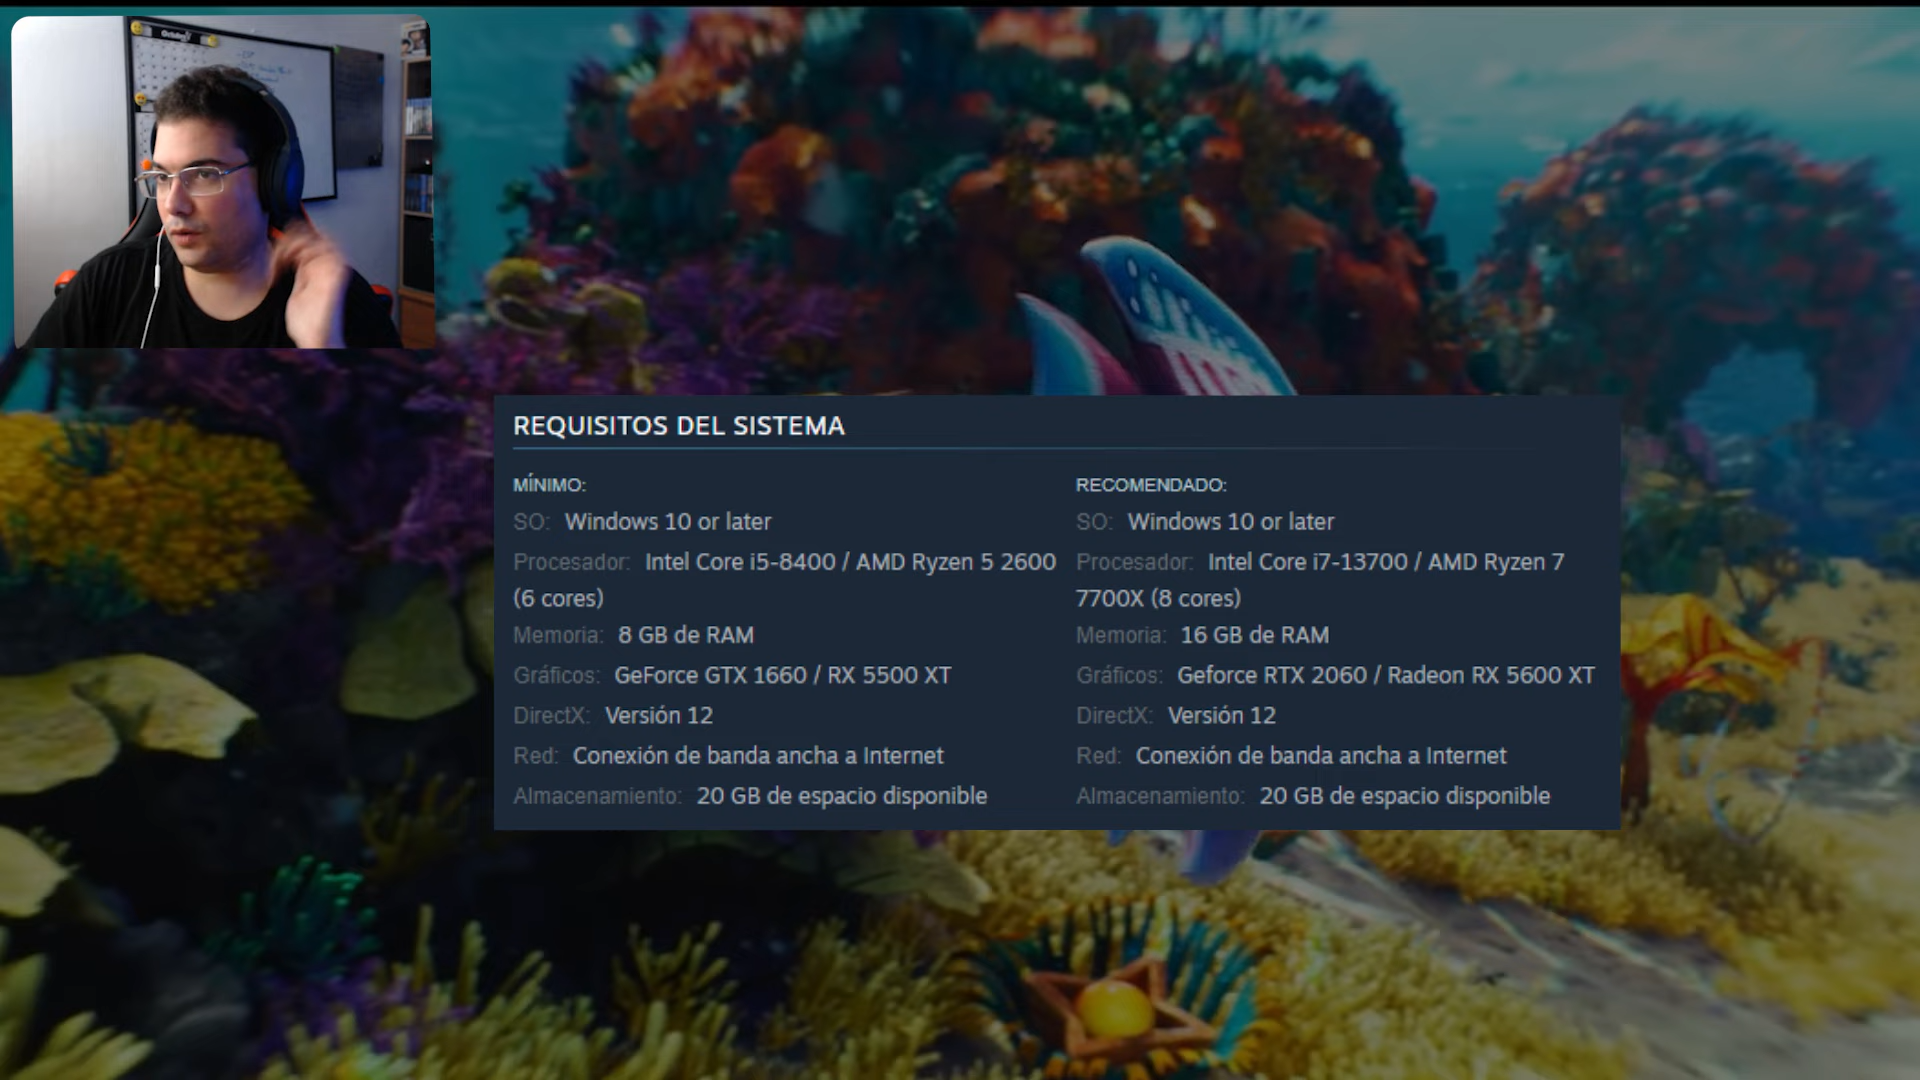 REQUISITOS DEL SISTEMA
MÍNIMO:
SO: Windows 10 or later
Procesador: Intel Core i5-8400 / AMD Ryzen 5 2600
(6 cores)
Memoria: 8 GB de RAM
Gráficos: GeForce GTX 1660 / RX 5500 XT
DirectX: Versión 12
Red: Conexión de banda ancha a Internet
Almacenamiento: 20 GB de espacio disponible
RECOMENDADO:
SO: Windows 10 or later
Procesador: Intel Core i7-13700 / AMD Ryzen 7
7700X (8 cores)
Memoria: 16 GB de RAM
Gráficos: Geforce RTX 2060 / Radeon RX 5600 XT
DirectX: Versión 12
Red: Conexión de banda ancha a Internet
Almacenamiento: 20 GB de espacio disponible